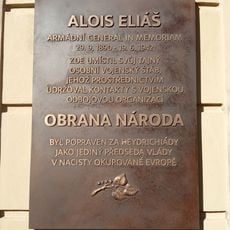 ALOIS ELIÁŠ
ARMÁDNÍ GENERÁL IN MEMORIAM
29. 9. 1890 - 19. 6. 1942
ZDE UMÍSTIL SVŮJ TAJNÝ
OSOBNÍ VOJENSKÝ ŠTÁB,
JEHOŽ PROSTŘEDNICTVÍM
UDRŽOVAL KONTAKTY S VOJENSKOU
ODBOJOVOU ORGANIZACÍ
OBRANA NÁRODA
BYL POPRAVEN ZA HEYDRICHIÁDY
JAKO JEDINÝ PŘEDSEDA VLÁDY
V NACISTY OKUPOVANÉ EVROPĚ